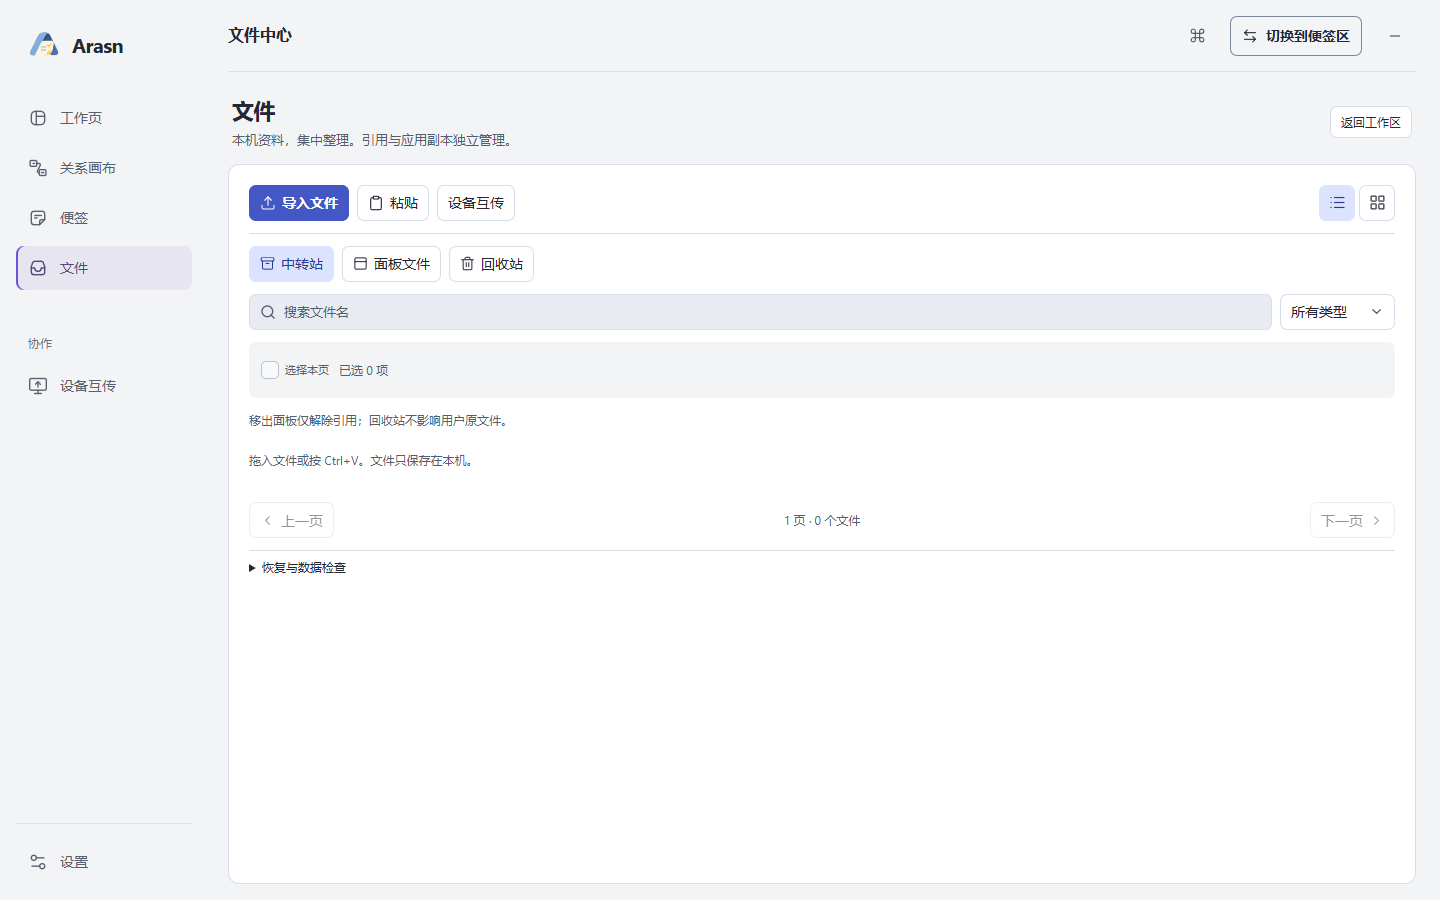 Arasn
工作页
关系画布
便签
文件
协作
设备互传
设置
文件中心
切换到便签区
文件
本机资料，集中整理。引用与应用副本独立管理。
返回工作区
导入文件 粘贴 设备互传
中转站 面板文件 回收站
搜索文件名 所有类型
选择本页 已选 0 项
移出面板仅解除引用；回收站不影响用户原文件。
拖入文件或按 Ctrl+V。文件只保存在本机。
上一页 1 页 · 0 个文件 下一页
恢复与数据检查